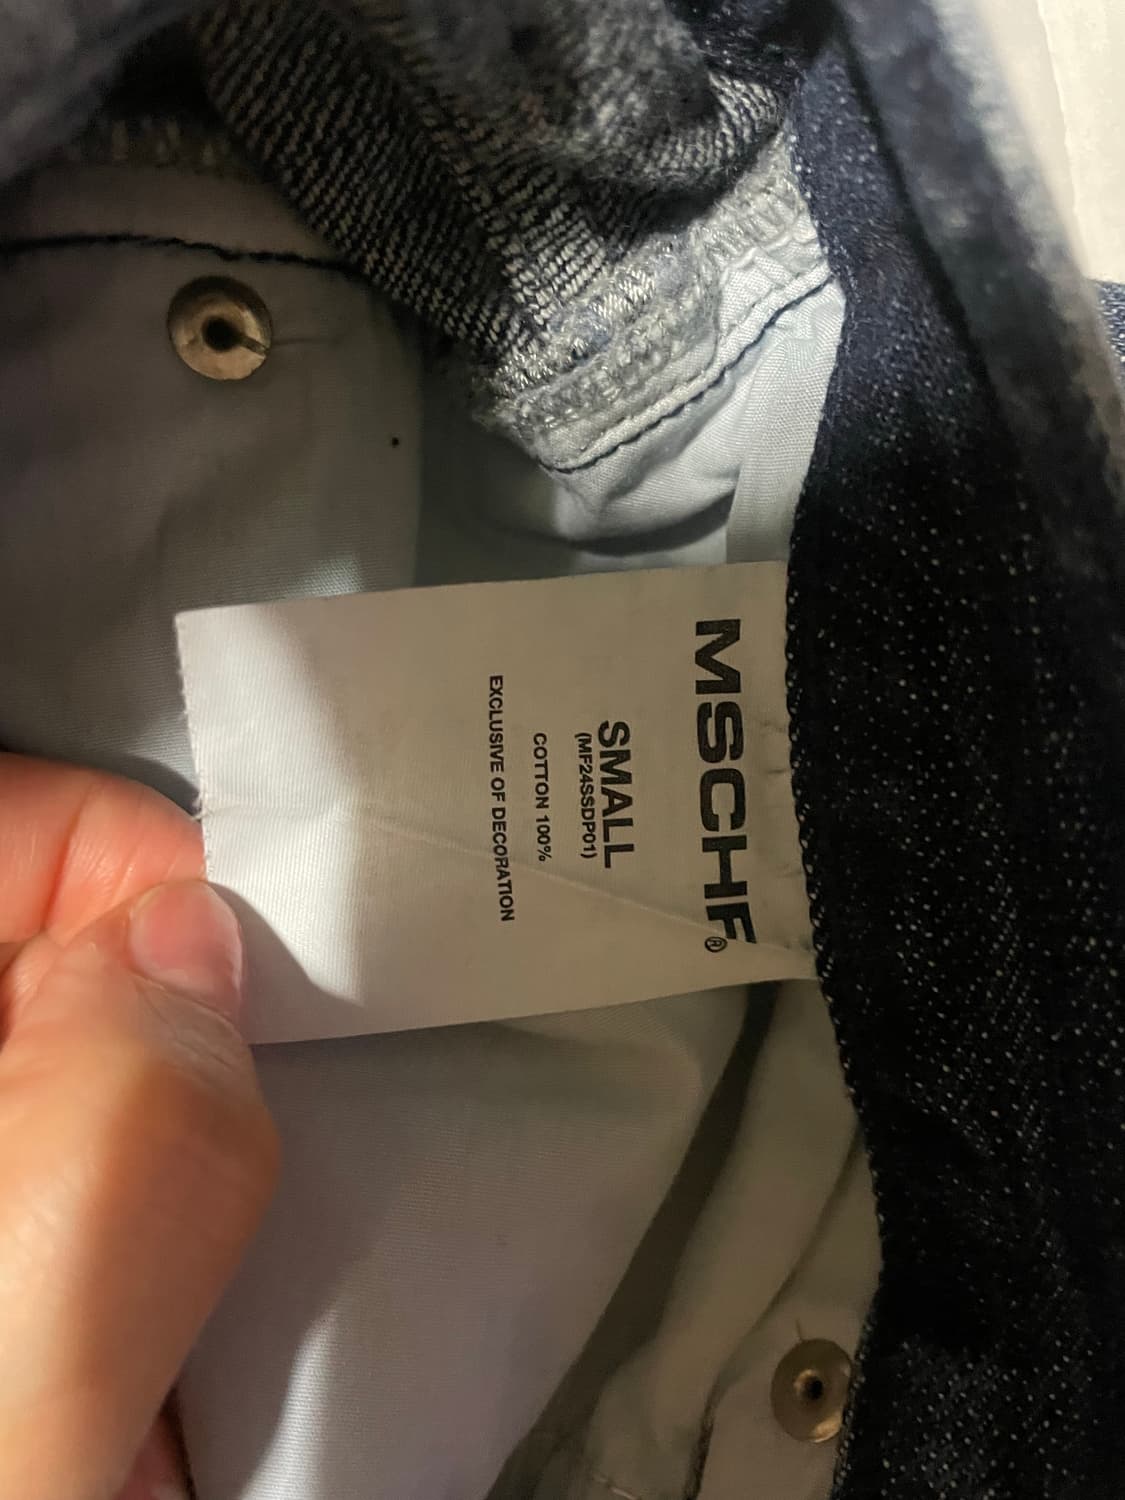 MSCHF®
SMALL
(MF24SSDP01)
COTTON 100%
EXCLUSIVE OF DECORATION